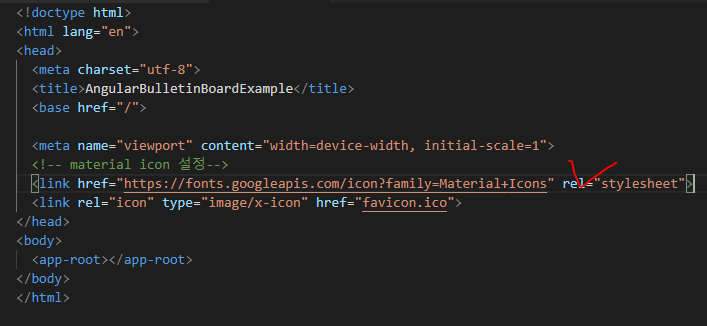 <!doctype html>
<html lang="en">
<head>
<meta charset="utf-8">
<title>AngularBulletinBoardExample</title>
<base href="/">
<meta name="viewport" content="width=device-width, initial-scale=1">
<!-- material icon 설정-->
<link href="https://fonts.googleapis.com/icon?family=Material+Icons" rel="stylesheet">
<link rel="icon" type="image/x-icon" href="favicon.ico">
</head>
<body>
<app-root></app-root>
</body>
</html>